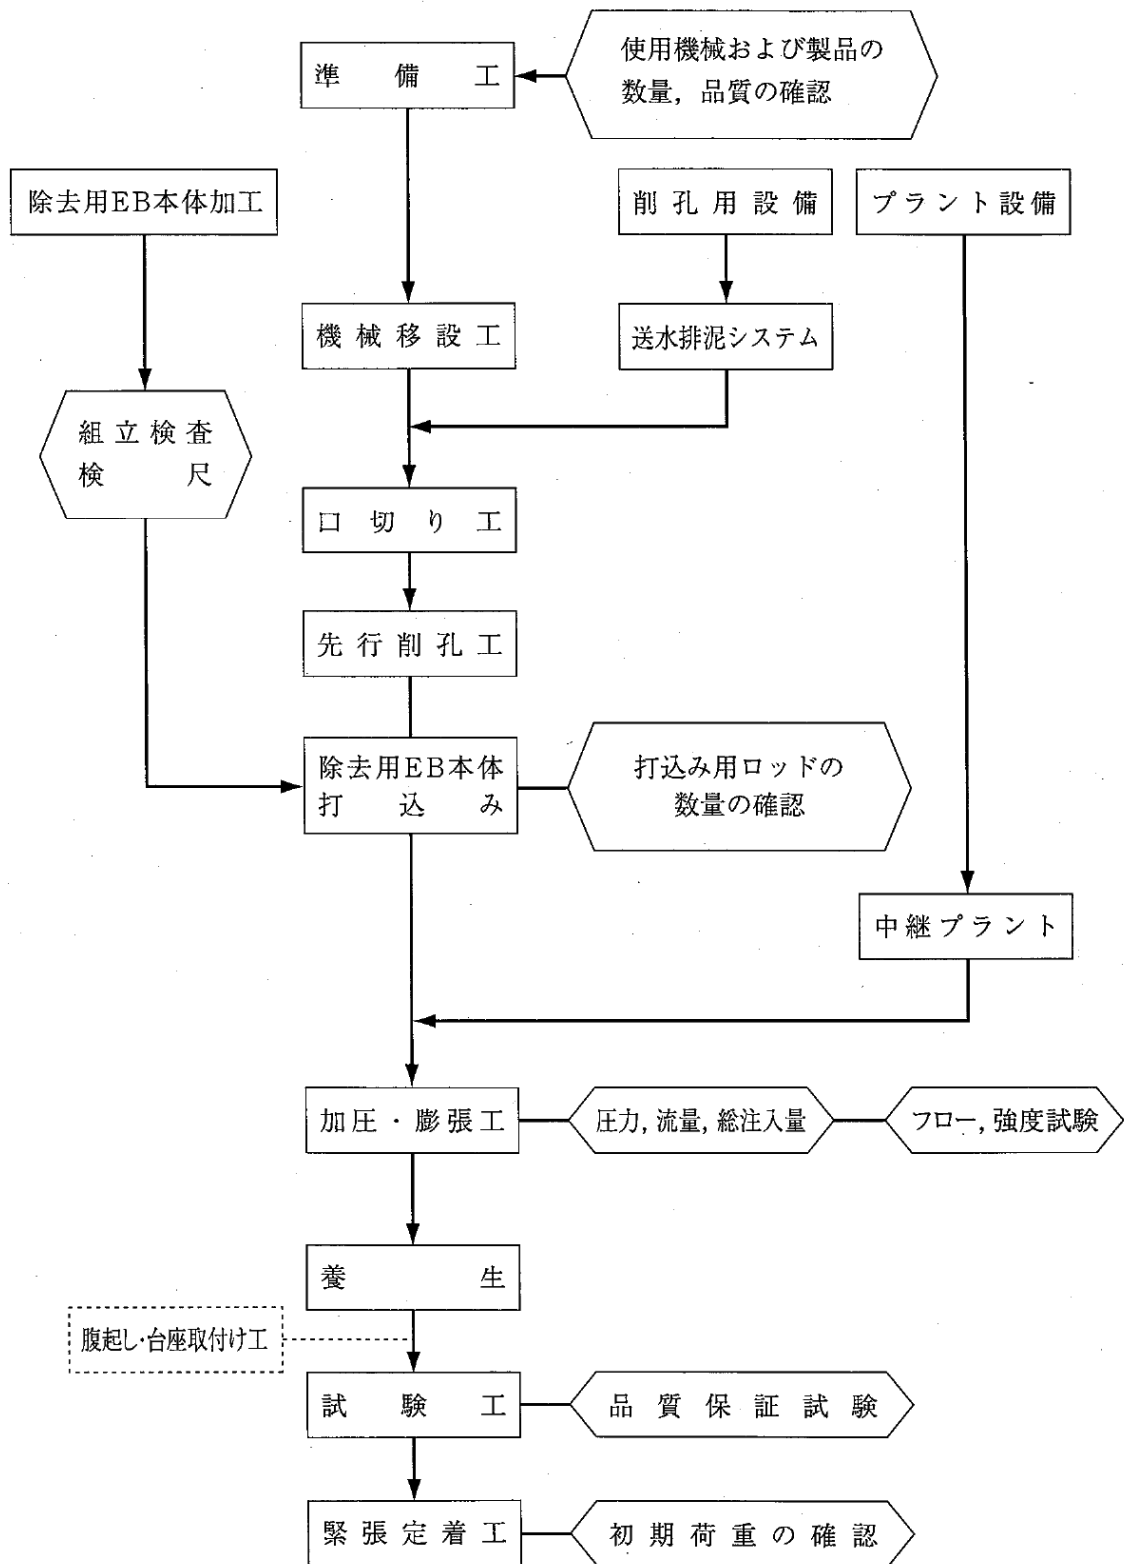 準備工
使用機械および製品の
数量，品質の確認
除去用EB本体加工
削孔用設備
プラント設備
機械移設工
送水排泥システム
組立検査
検尺
口切り工
先行削孔工
除去用EB本体
打込み
打込み用ロッドの
数量の確認
中継プラント
加圧・膨張工
圧力，流量，総注入量
フロー，強度試験
養生
腹起し・台座取付け工
試験工
品質保証試験
緊張定着工
初期荷重の確認